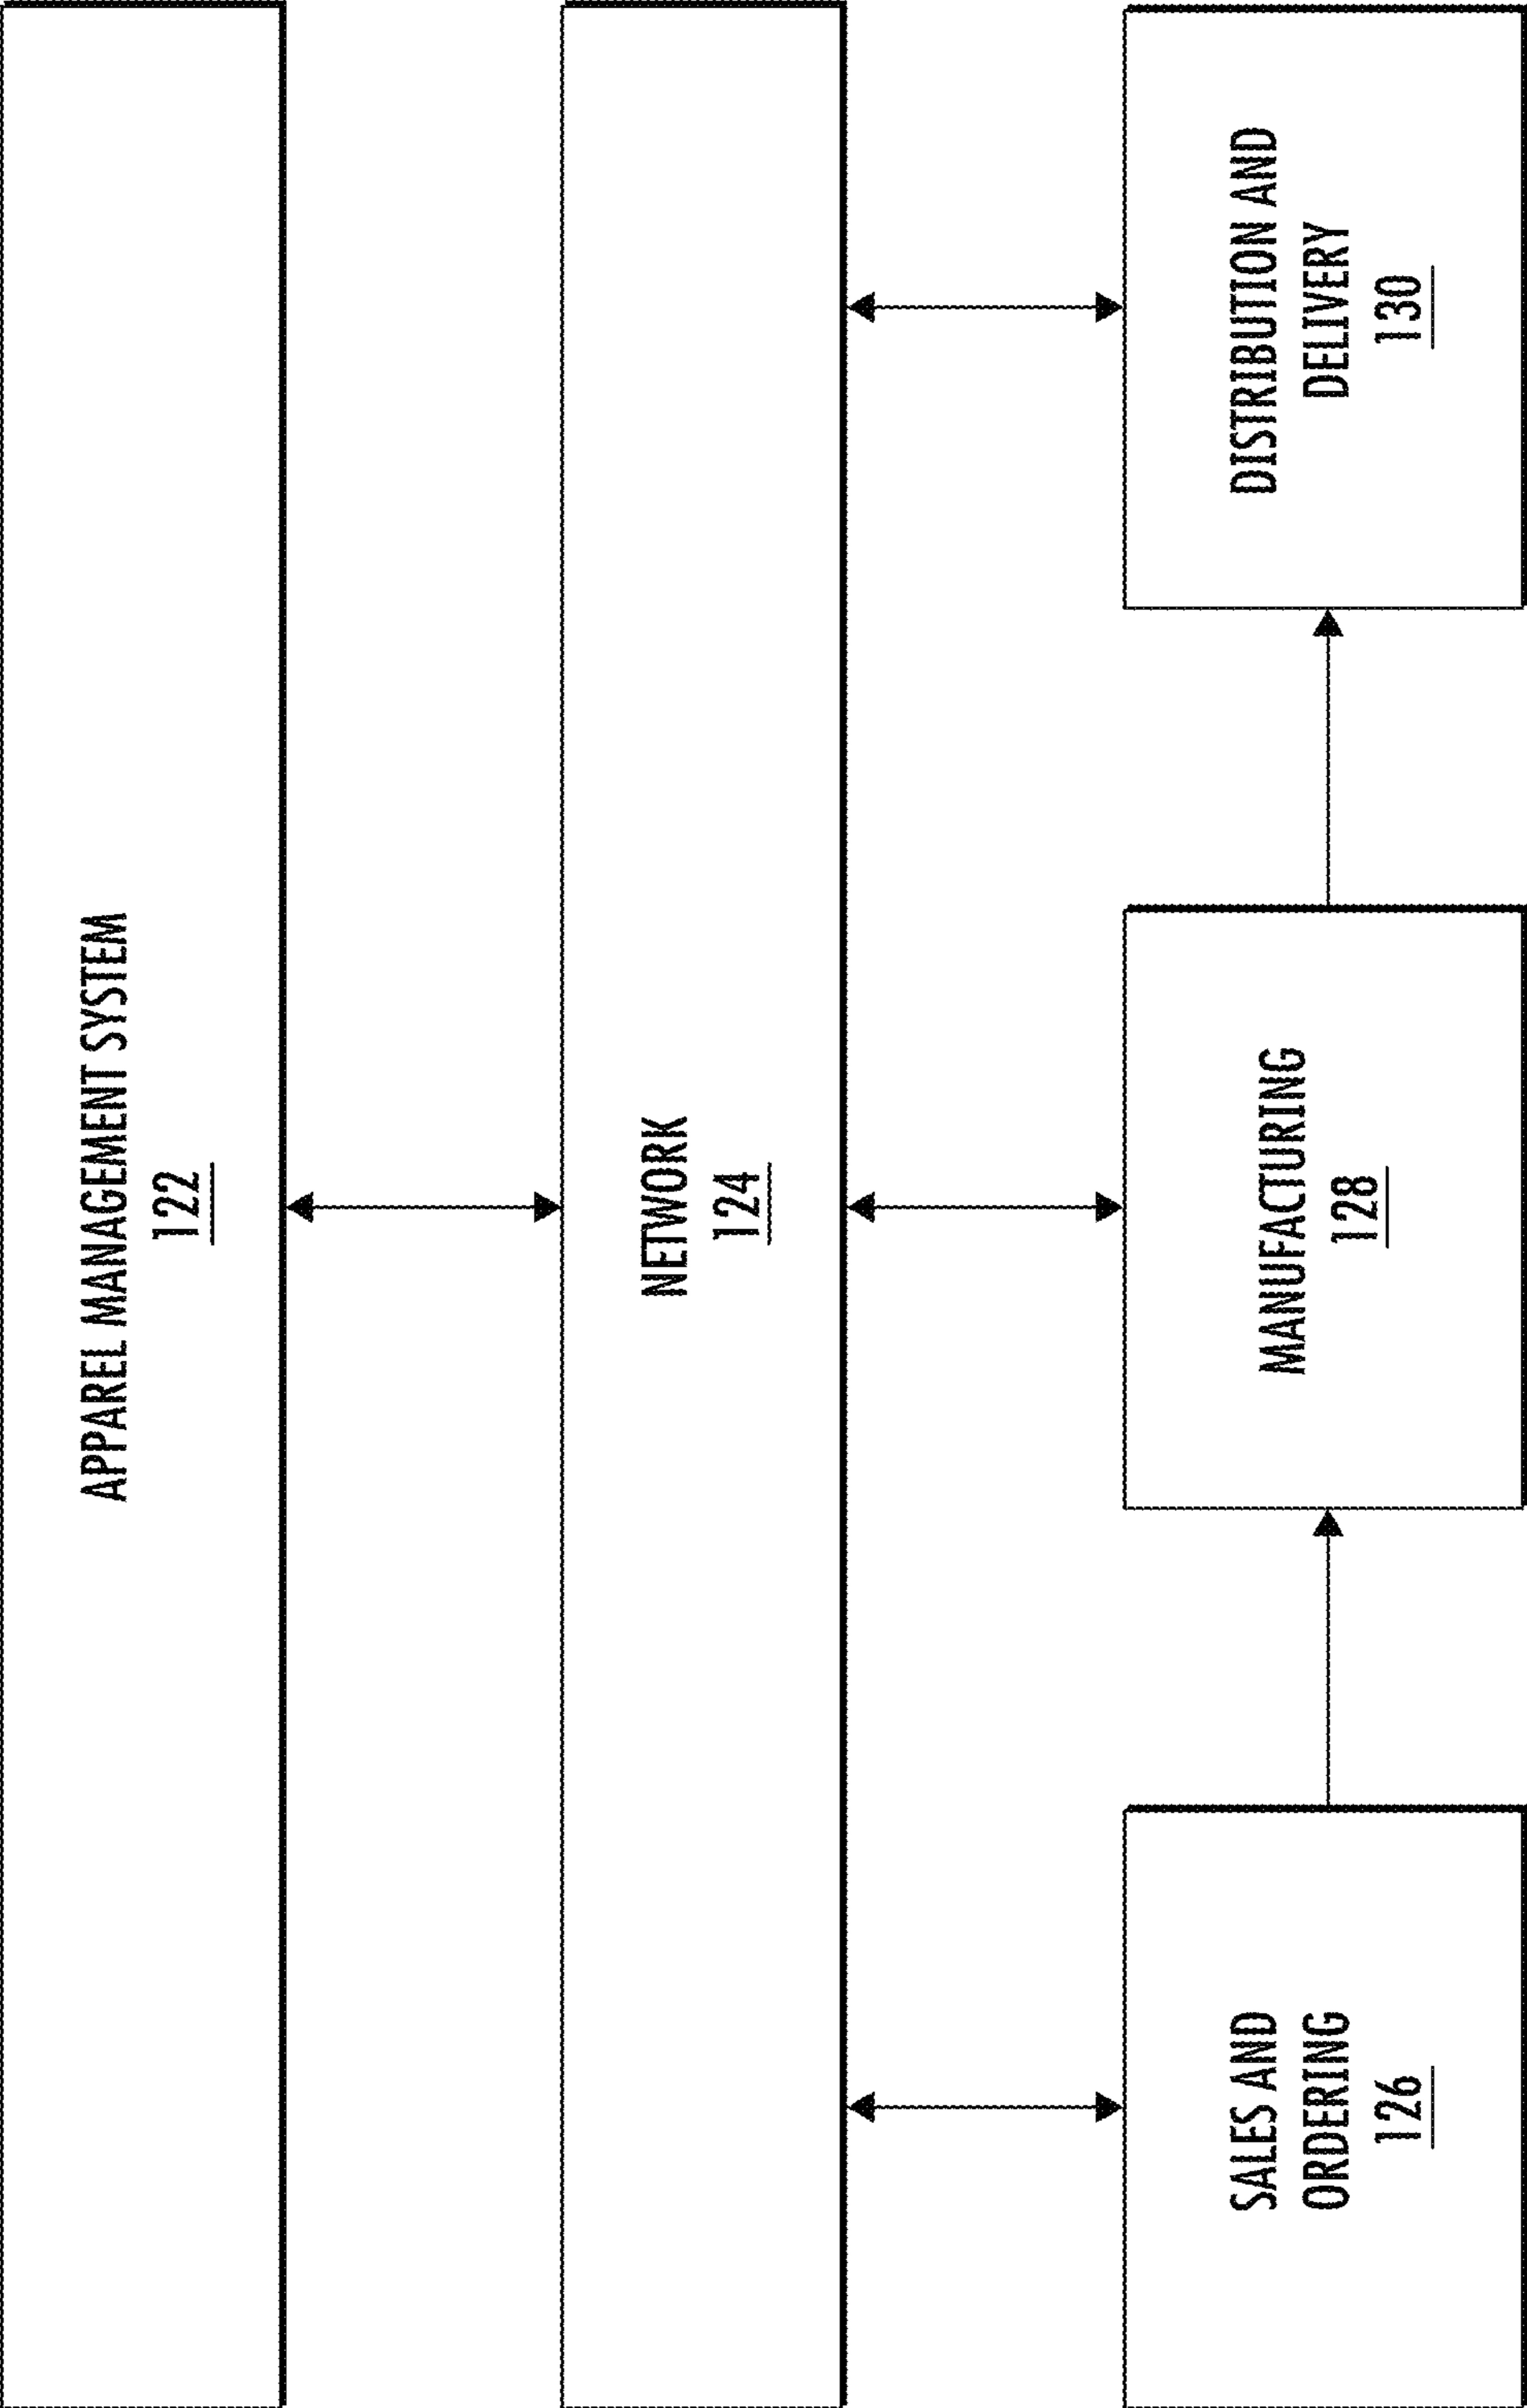 APPAREL MANAGEMENT SYSTEM
122
NETWORK
124
SALES AND
ORDERING
126
MANUFACTURING
128
DISTRIBUTION AND
DELIVERY
130